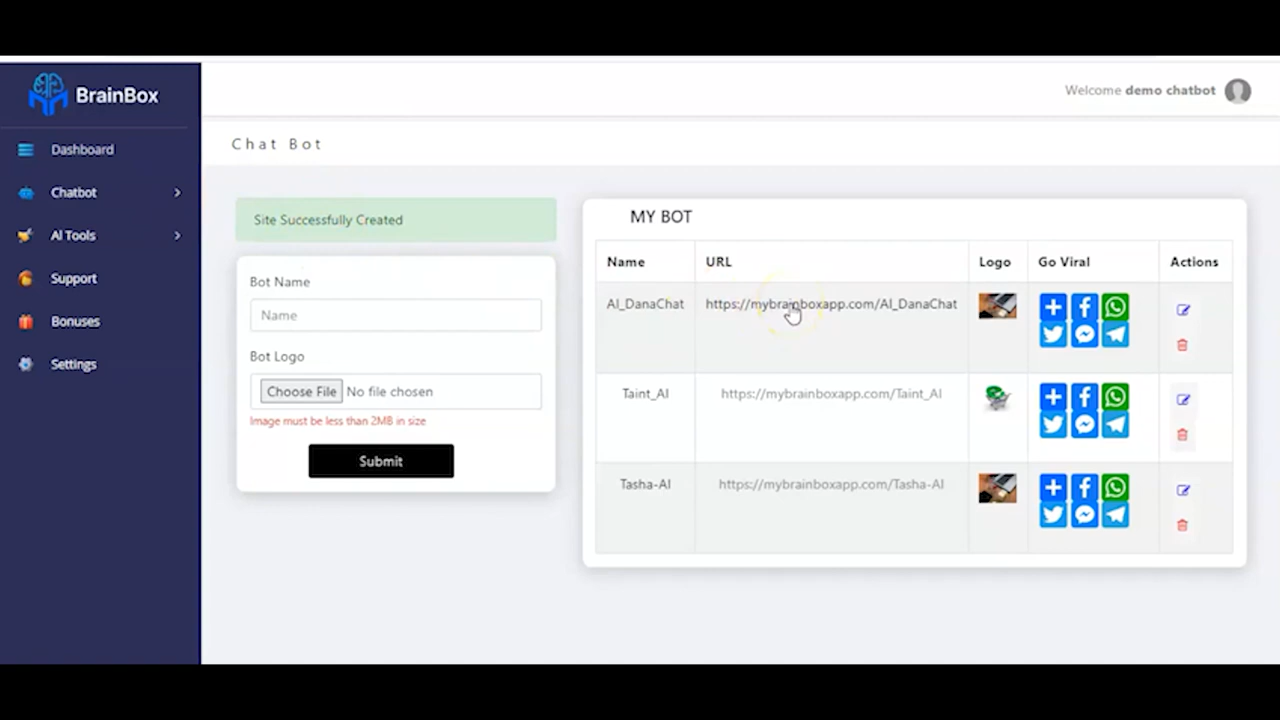 BrainBox
Welcome demo chatbot
Dashboard
Chatbot
AI Tools
Support
Bonuses
Settings
Chat Bot
Site Successfully Created
Bot Name
Name
Bot Logo
Choose File No file chosen
Image must be less than 2MB in size
Submit
MY BOT
Name URL Logo Go Viral Actions
AI_DanaChat https://mybrainboxapp.com/AI_DanaChat
Taint_AI https://mybrainboxapp.com/Taint_AI
Tasha-AI https://mybrainboxapp.com/Tasha-AI